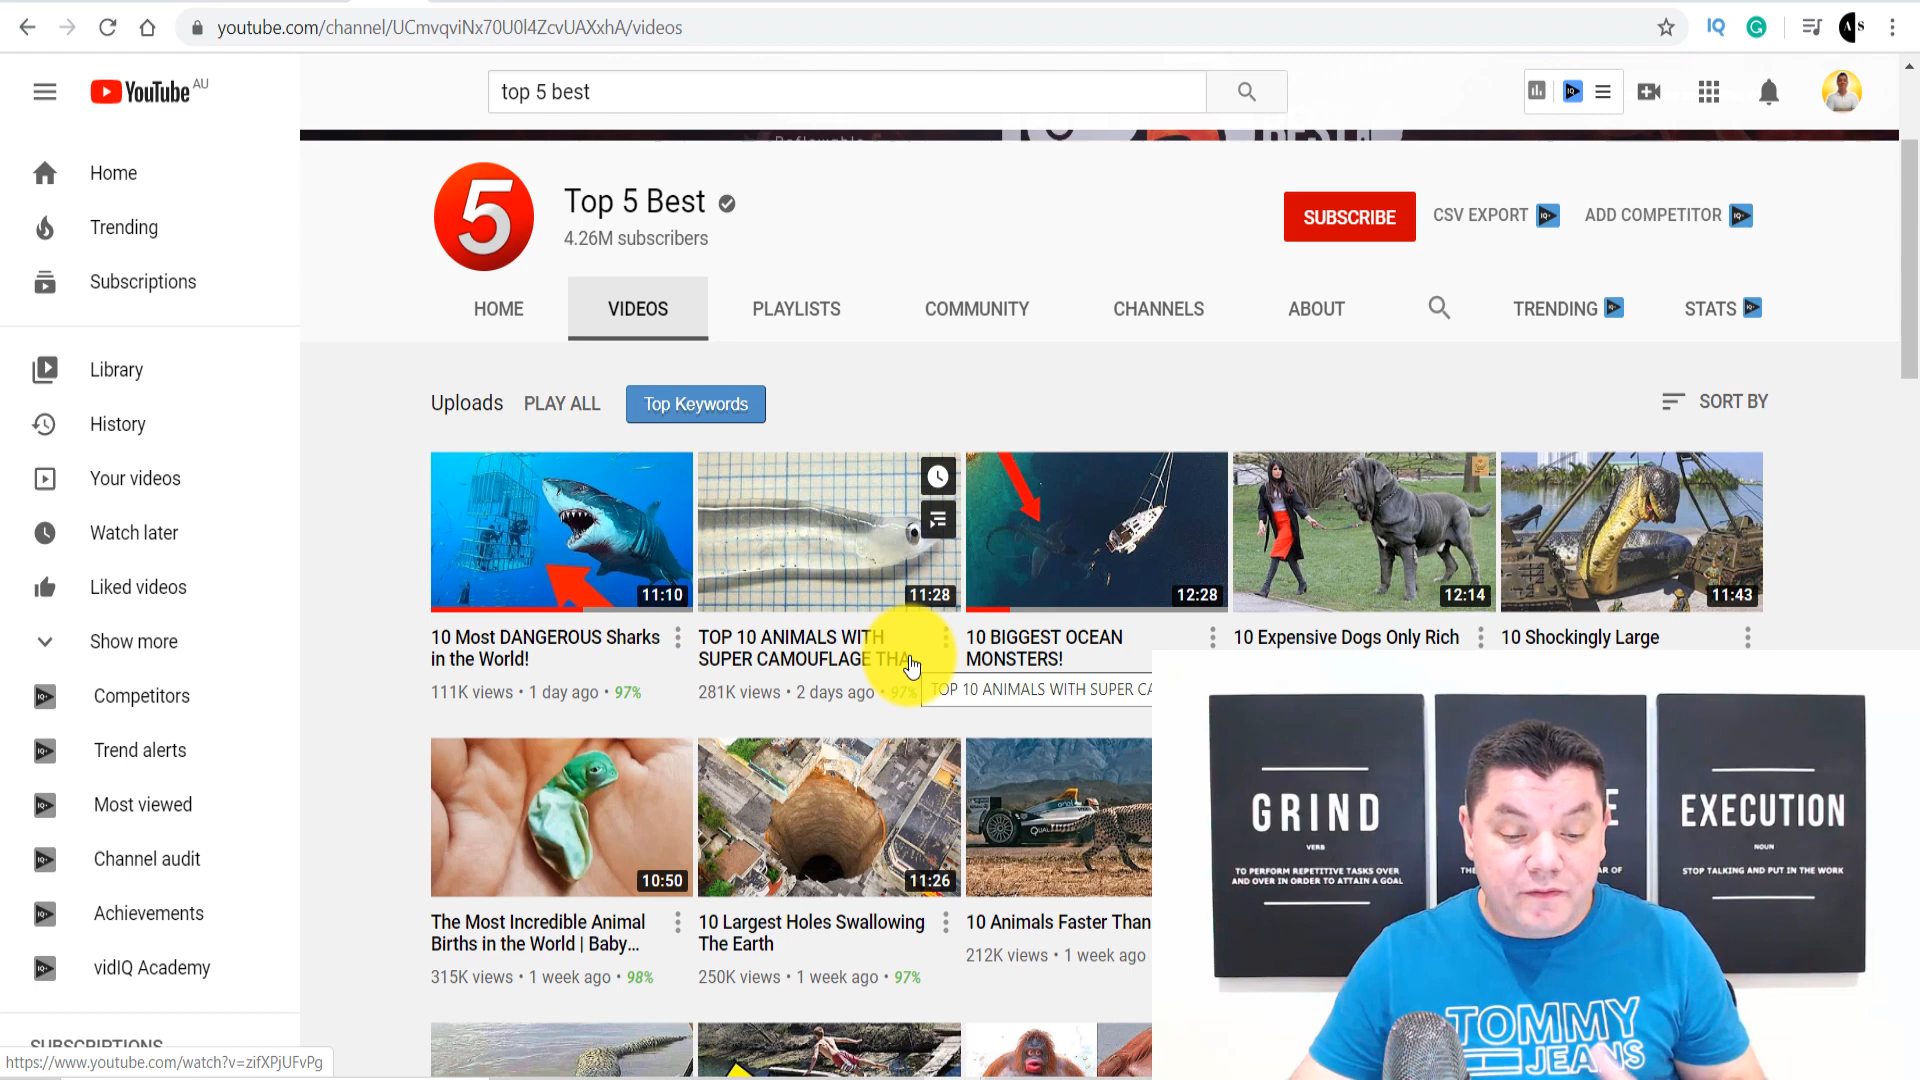 youtube.com/channel/UCmvqviNx70U0l4ZcvUAXxhA/videos
IQ
G
A S
YouTube AU
top 5 best
IQ
Home
Trending
Subscriptions
Library
History
Your videos
Watch later
Liked videos
Show more
Competitors
Trend alerts
Most viewed
Channel audit
Achievements
vidIQ Academy
SUBSCRIPTIONS
https://www.youtube.com/watch?v=zifXPjUFvPg
5
Top 5 Best
4.26M subscribers
SUBSCRIBE
CSV EXPORT
ADD COMPETITOR
HOME
VIDEOS
PLAYLISTS
COMMUNITY
CHANNELS
ABOUT
TRENDING
STATS
Uploads
PLAY ALL
Top Keywords
SORT BY
11:10
11:28
12:28
12:14
11:43
10 Most DANGEROUS Sharks
in the World!
111K views • 1 day ago • 97%
TOP 10 ANIMALS WITH
SUPER CAMOUFLAGE THA
281K views • 2 days ago • 97%
TOP 10 ANIMALS WITH SUPER CA
10 BIGGEST OCEAN
MONSTERS!
10 Expensive Dogs Only Rich
10 Shockingly Large
10:50
11:26
The Most Incredible Animal
Births in the World | Baby...
315K views • 1 week ago • 98%
10 Largest Holes Swallowing
The Earth
250K views • 1 week ago • 97%
10 Animals Faster Than
212K views • 1 week ago
GRIND
VERB
TO PERFORM REPETITIVE TASKS OVER
AND OVER IN ORDER TO ATTAIN A GOAL
EXECUTION
NOUN
STOP TALKING AND PUT IN THE WORK
TOMMY
JEANS